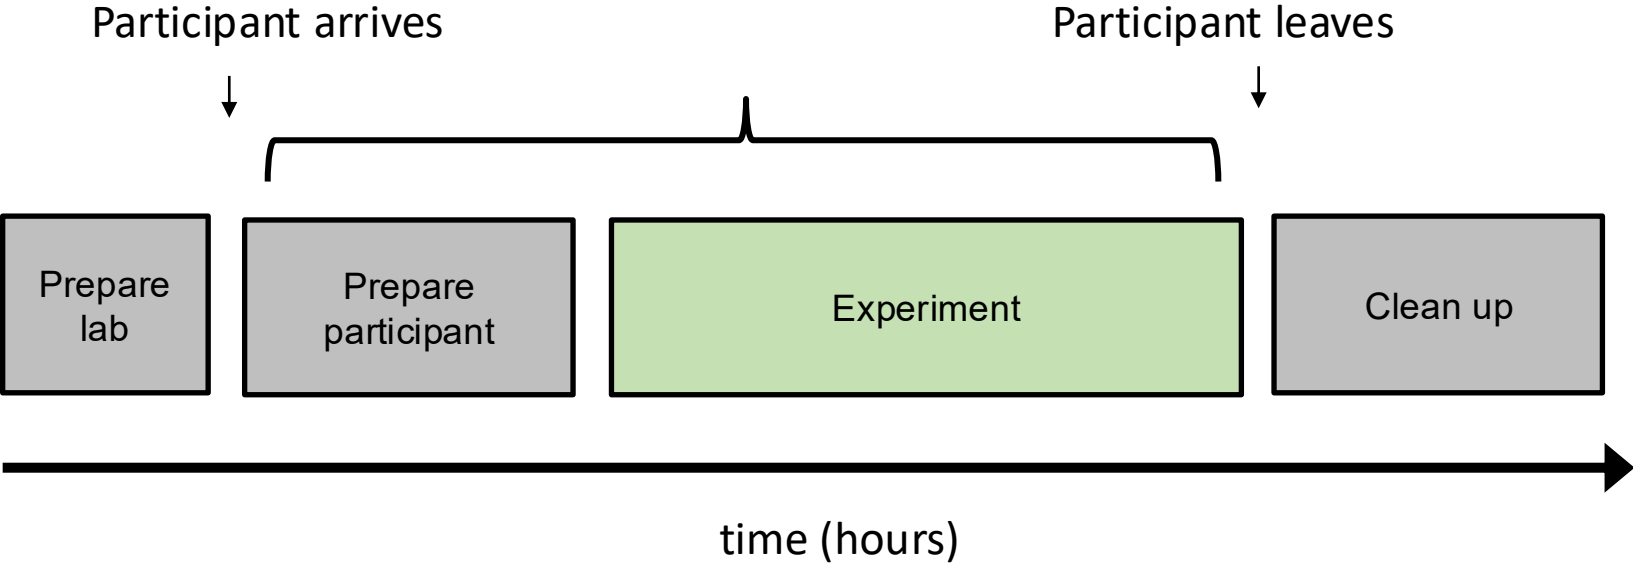 Participant arrives
Participant leaves
Prepare
lab
Prepare
participant
Experiment
Clean up
time (hours)